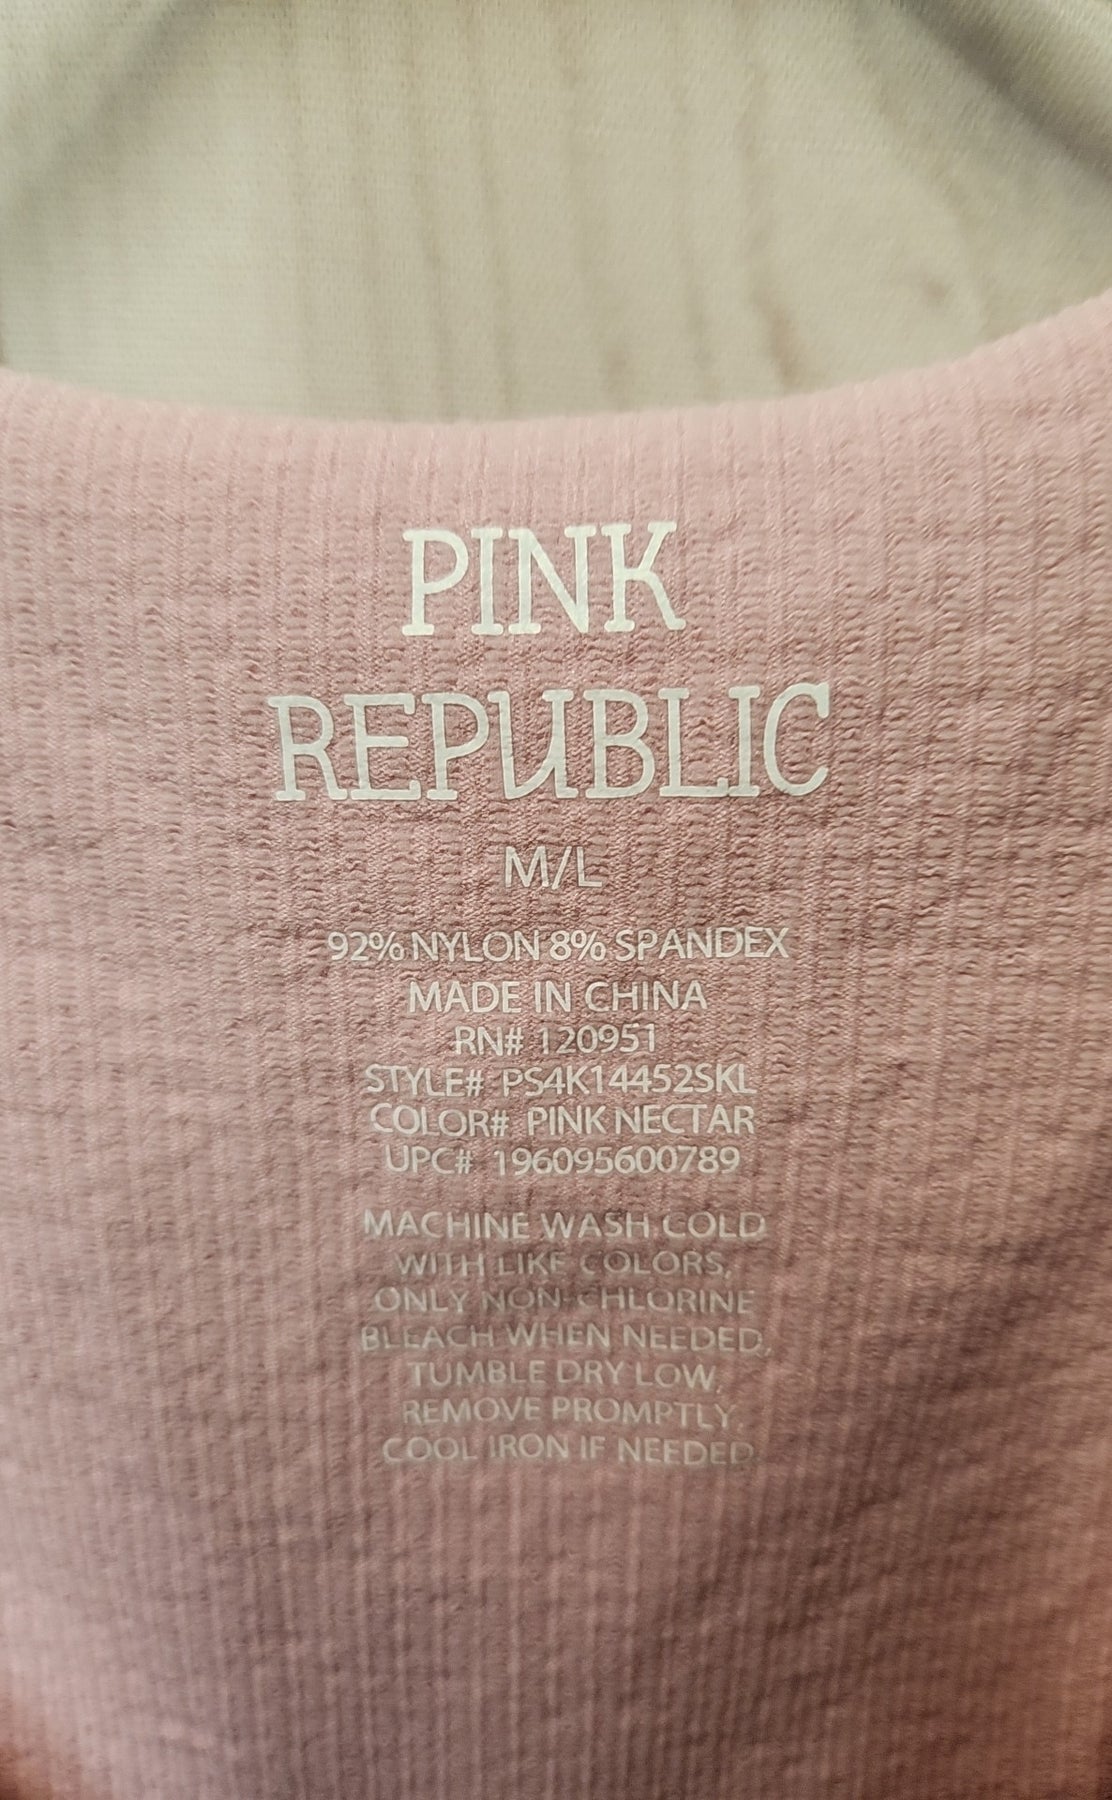 PINK
REPUBLIC
M/L
92% NYLON 8% SPANDEX
MADE IN CHINA
RN# 120951
STYLE# PS4K14452SKL
COLOR# PINK NECTAR
UPC# 196095600789
MACHINE WASH COLD
WITH LIKE COLORS,
ONLY NON-CHLORINE
BLEACH WHEN NEEDED,
TUMBLE DRY LOW,
REMOVE PROMPTLY,
COOL IRON IF NEEDED.